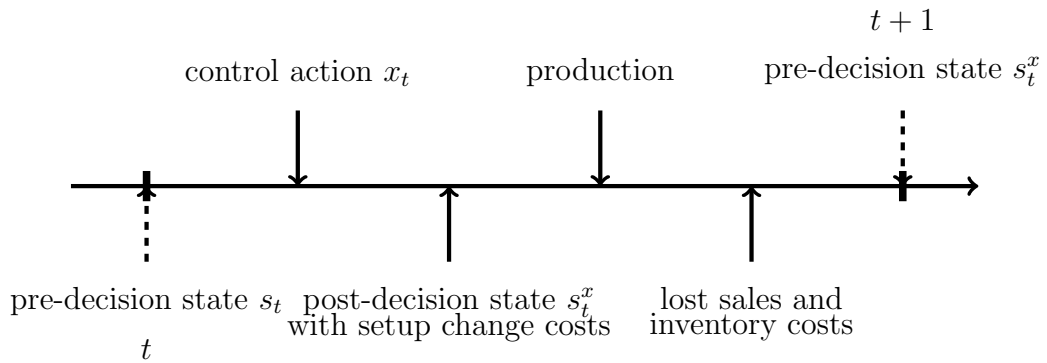 t + 1
control action x_t
production
pre-decision state s_t^x
pre-decision state s_t
post-decision state s_t^x
with setup change costs
lost sales and
inventory costs
t